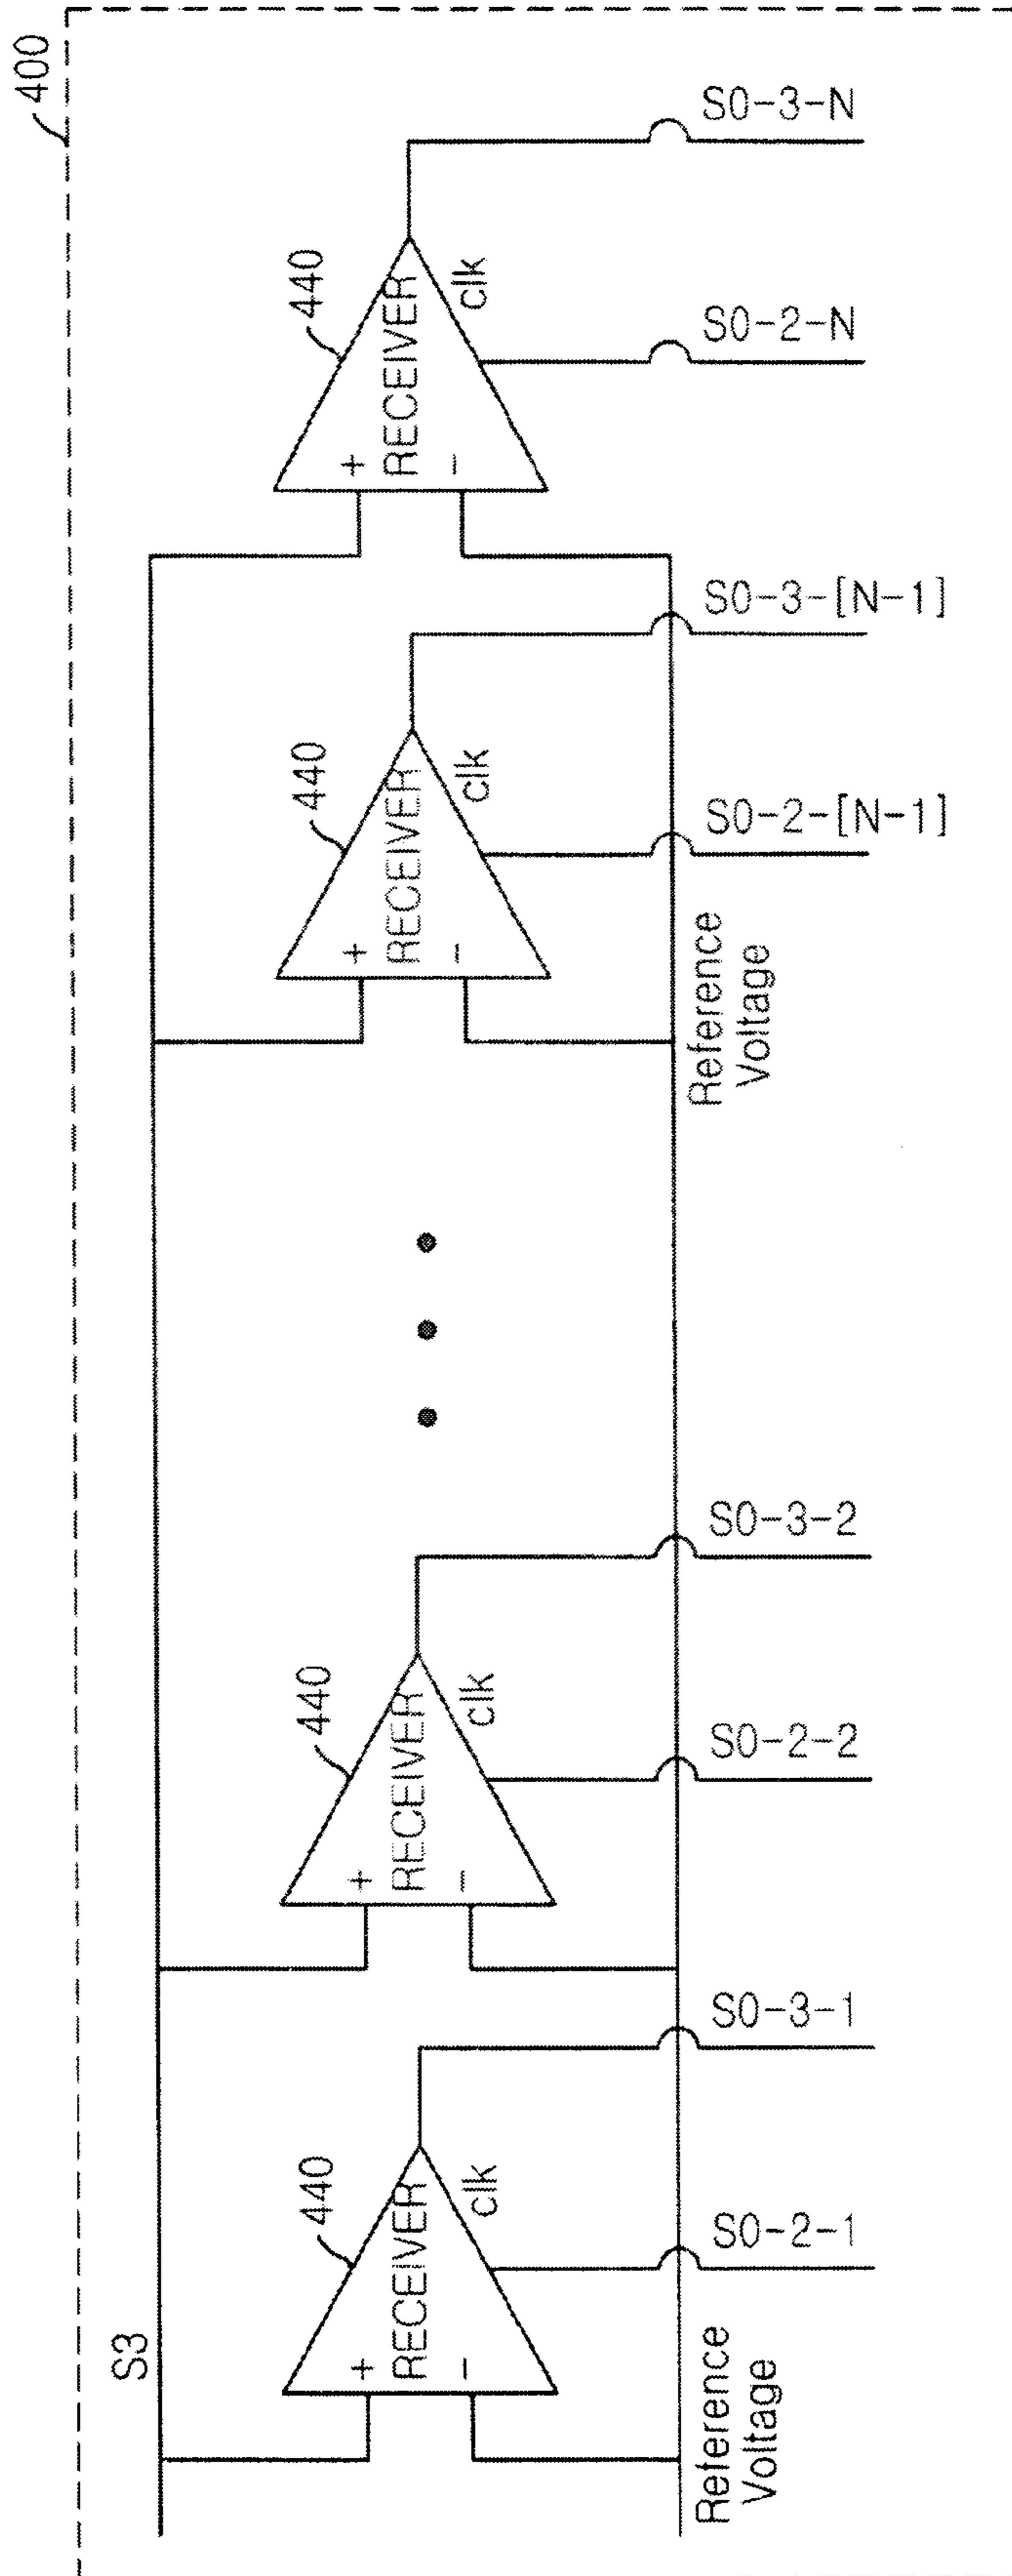 400
S0-3-N
440
RECEIVER
clk
+
-
S0-2-N
S0-3-[N-1]
440
RECEIVER
clk
+
-
S0-2-[N-1]
Reference
Voltage
S0-3-2
440
RECEIVER
clk
+
-
S0-2-2
S0-3-1
440
RECEIVER
clk
+
-
S0-2-1
S3
Reference
Voltage